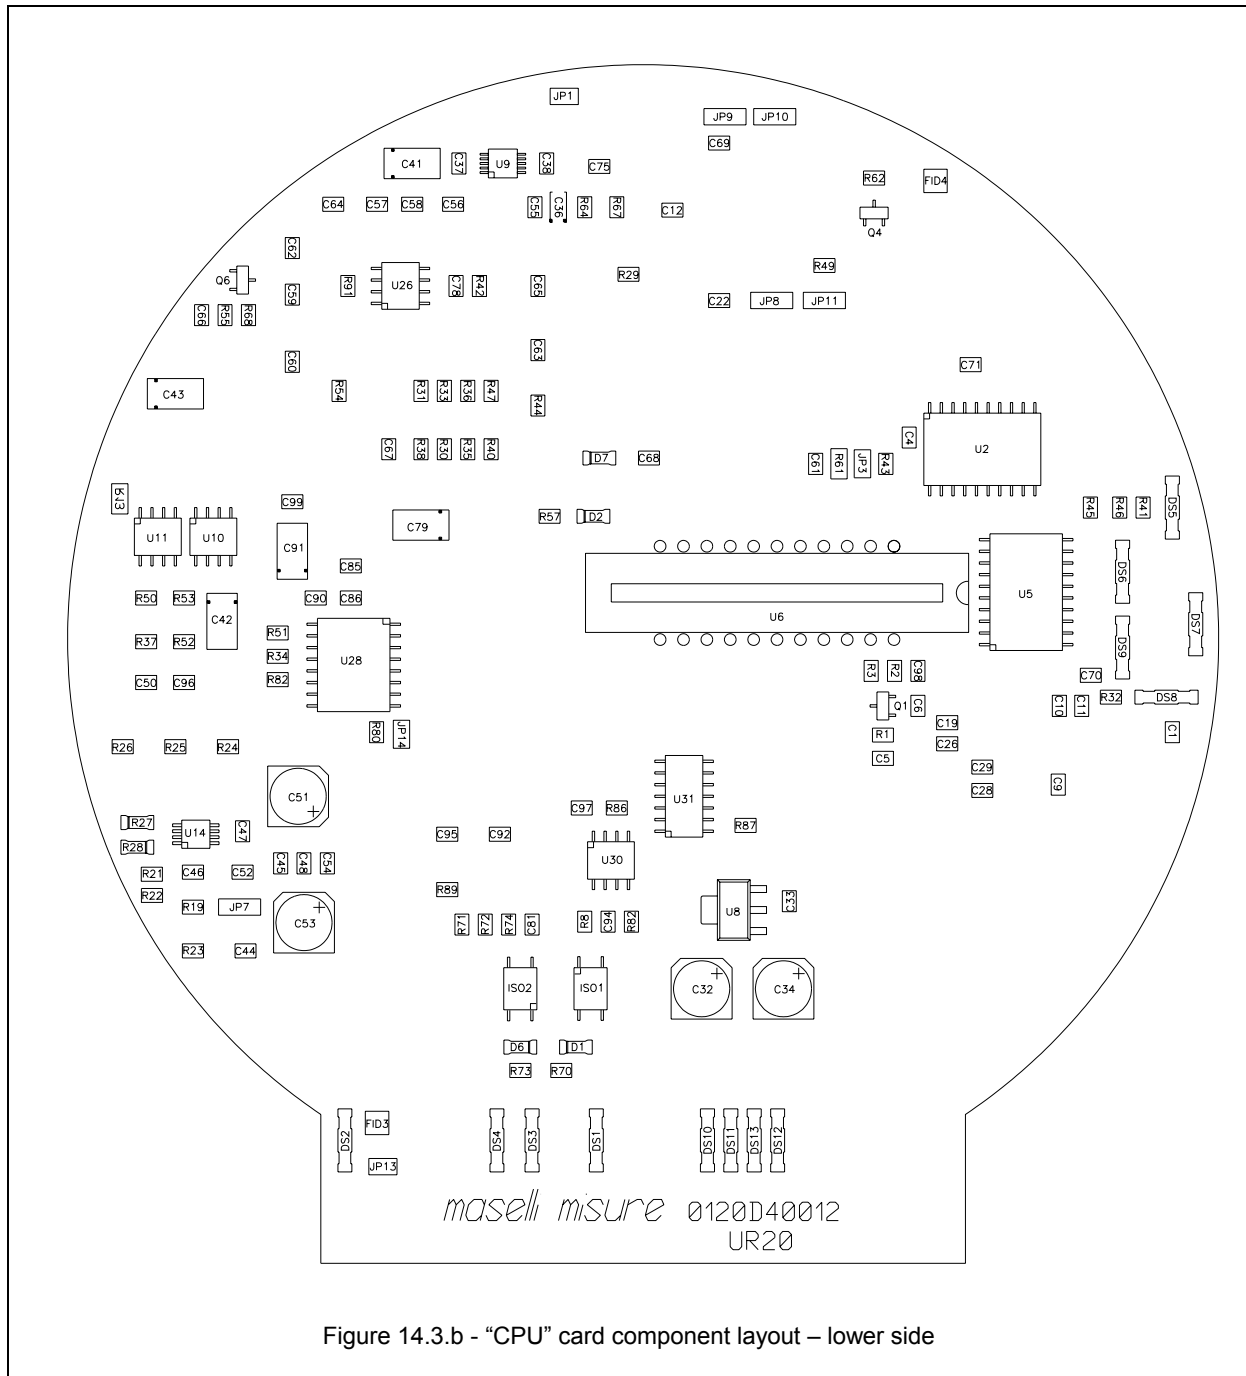 JP1
JP9 JP10
C69
C41 C37 U9 C38 C75
R62 FID4
C64 C57 C58 C56 C55 C36 R64 R67 C12
Q4
C62
R49
Q6 R91 U26 C78 R42 C65 R29
C59
C22 JP8 JP11
C66 R55 R68
C63
C60 C71
C43 R54 R31 R33 R36 R47 R44
C67 R38 R30 R35 R40 D7 C68 C61 R61 JP3 R43 C4 U2
C99
R45 R46 R41 DS5
R57 D2
C79
U11 U10 C91
C85 DS6
C90 C86 U5
R50 R53 C42 U6 DS7
R51
R37 R52 DS9
R34 U28
R3 R2 C98 C70
R82
C50 C96
R32 DS8
Q1 C6 C10 C11
C19
R80 JP14 R1 C1
R26 R25 R24 C26
C5
C29
C9
C28
C51 U31
C97 R86
R27 U14 C47 C95 C92 R87
R28
U30
C45 C48 C54
R21 C46 C52
R89
R22 C33
R19 JP7 U8
C53 R71 R72 R74 C81 R8 C94 R82
R23 C44
ISO2 ISO1 C32 C34
D6 D1
R73 R70
FID3
DS2 DS4 DS3 DS1 DS10 DS11 DS13 DS12
JP13
maselli misure 0120D40012
UR20
Figure 14.3.b - “CPU” card component layout – lower side